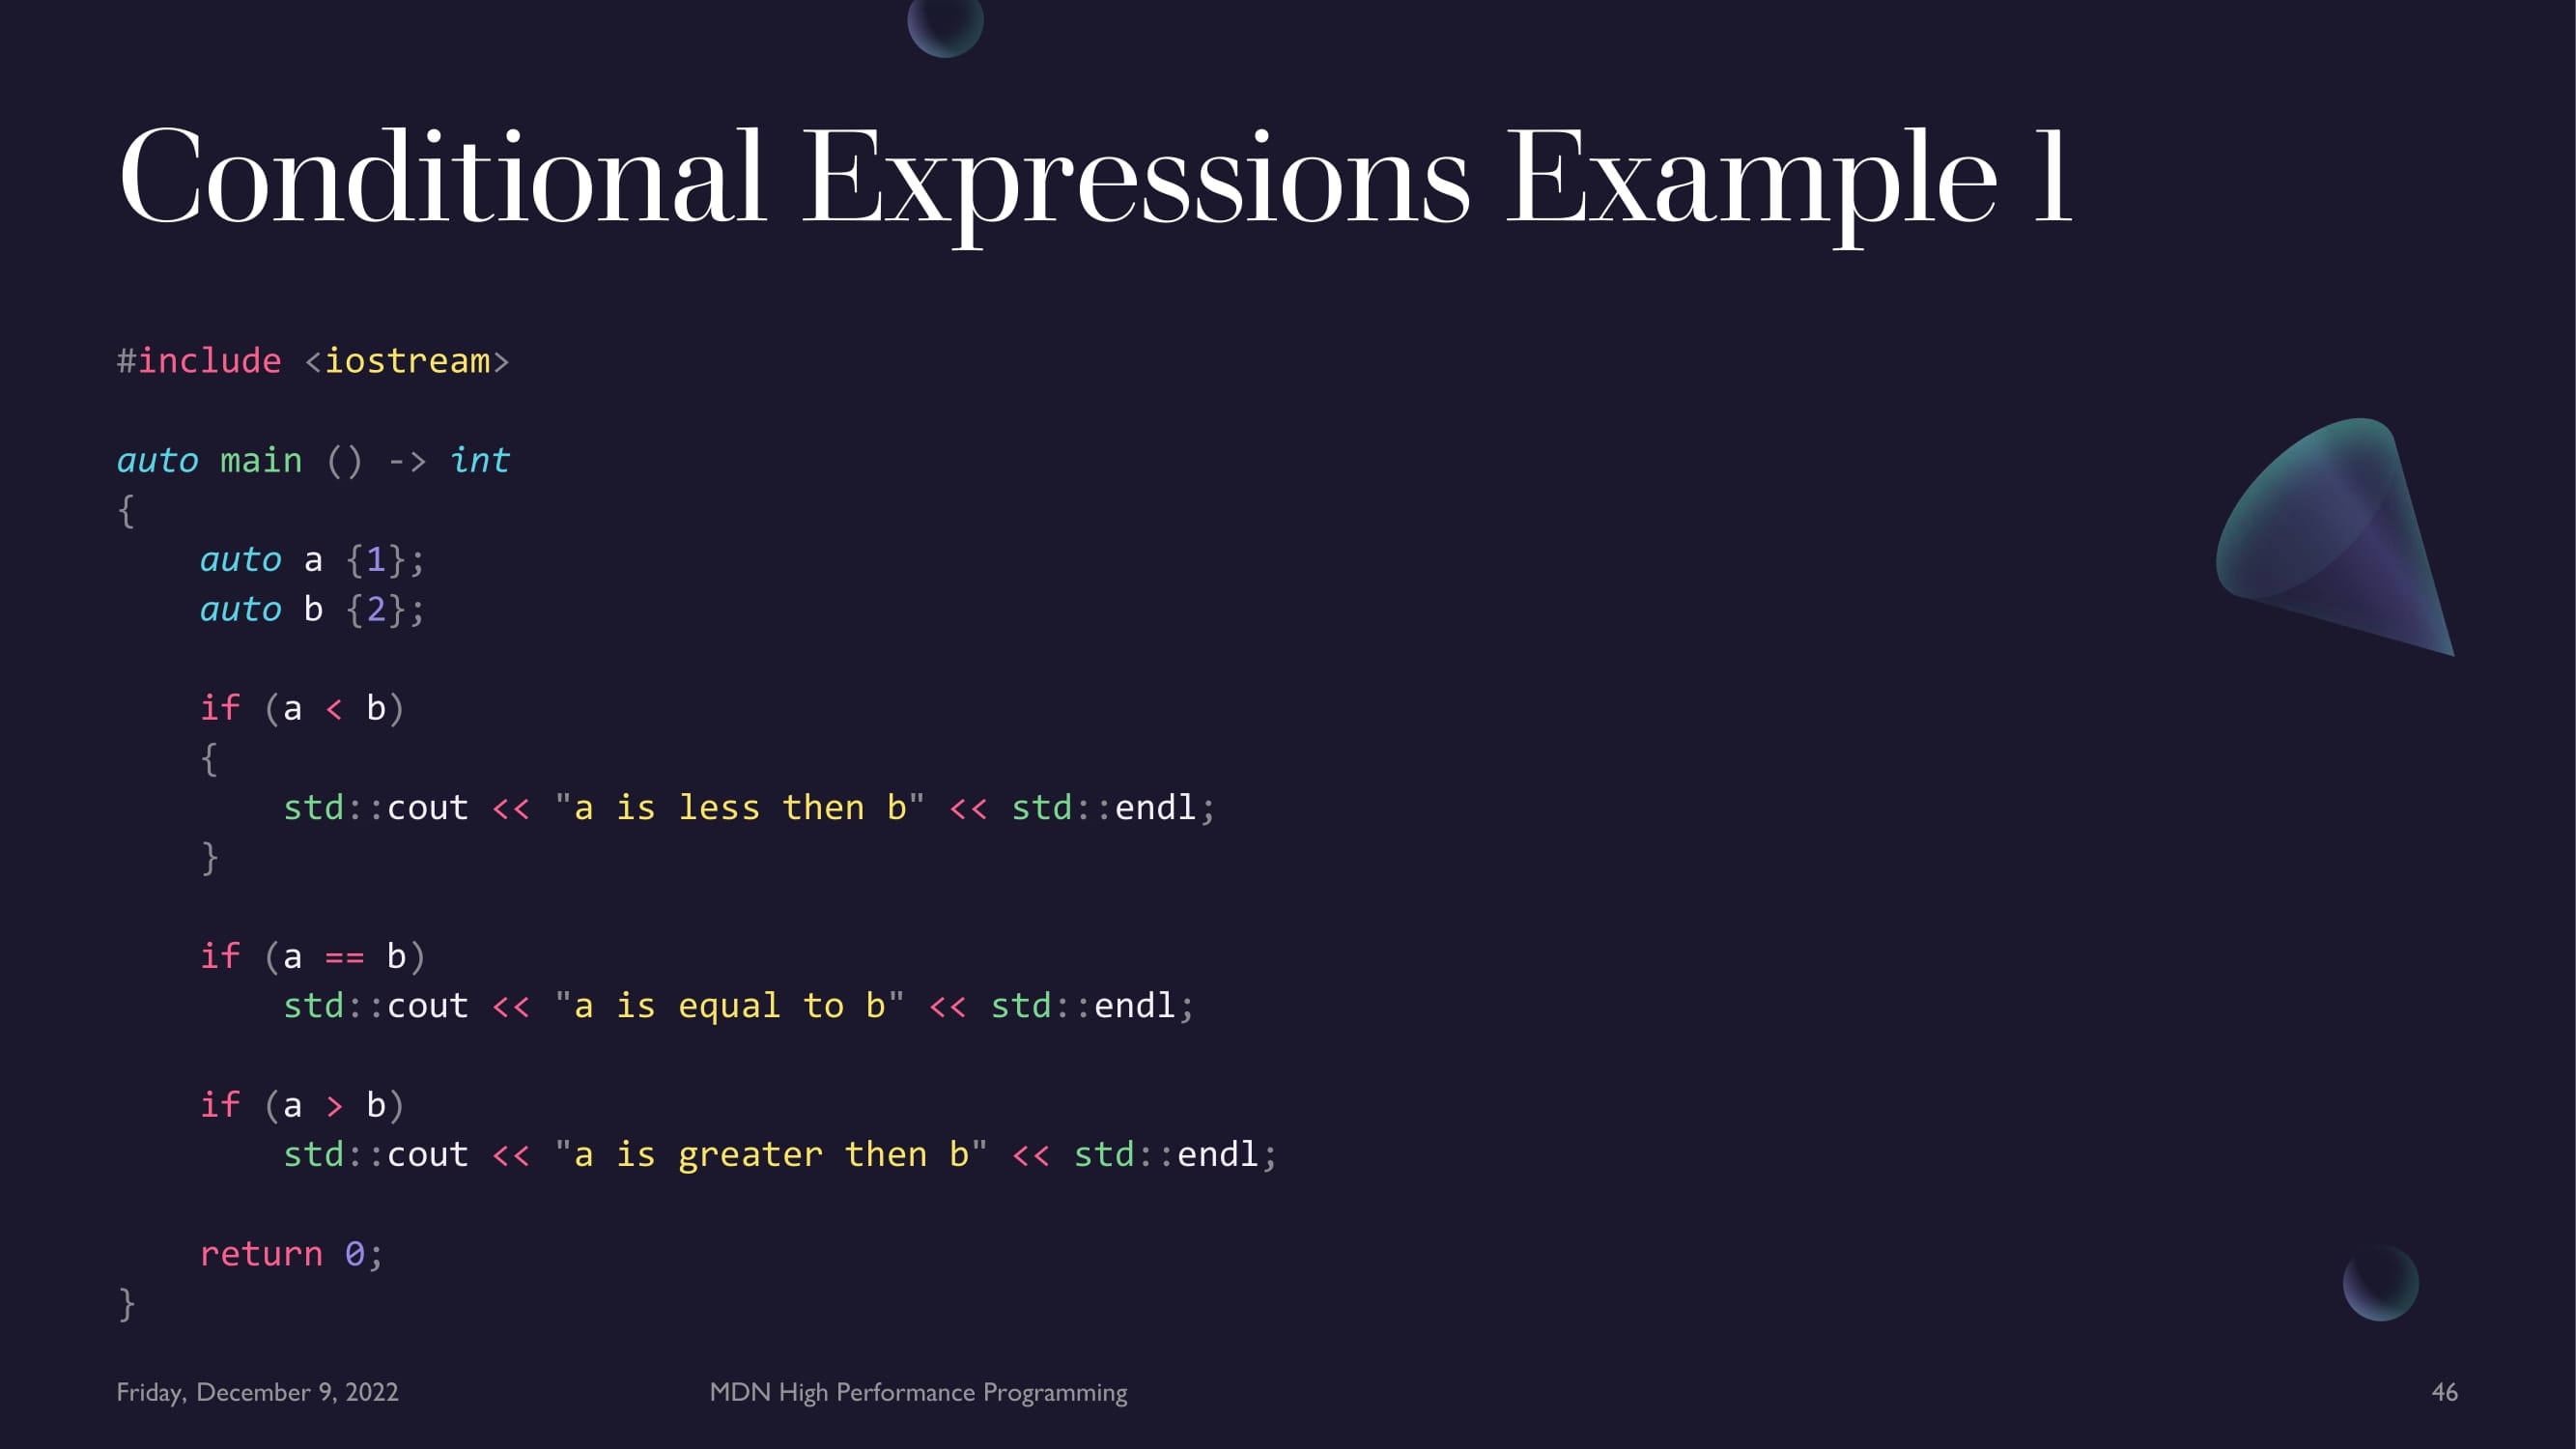 Conditional Expressions Example 1
#include <iostream>
auto main () -> int
{
    auto a {1};
    auto b {2};
    if (a < b)
    {
        std::cout << "a is less then b" << std::endl;
    }
    if (a == b)
        std::cout << "a is equal to b" << std::endl;
    if (a > b)
        std::cout << "a is greater then b" << std::endl;
    return 0;
}
Friday, December 9, 2022
MDN High Performance Programming
46